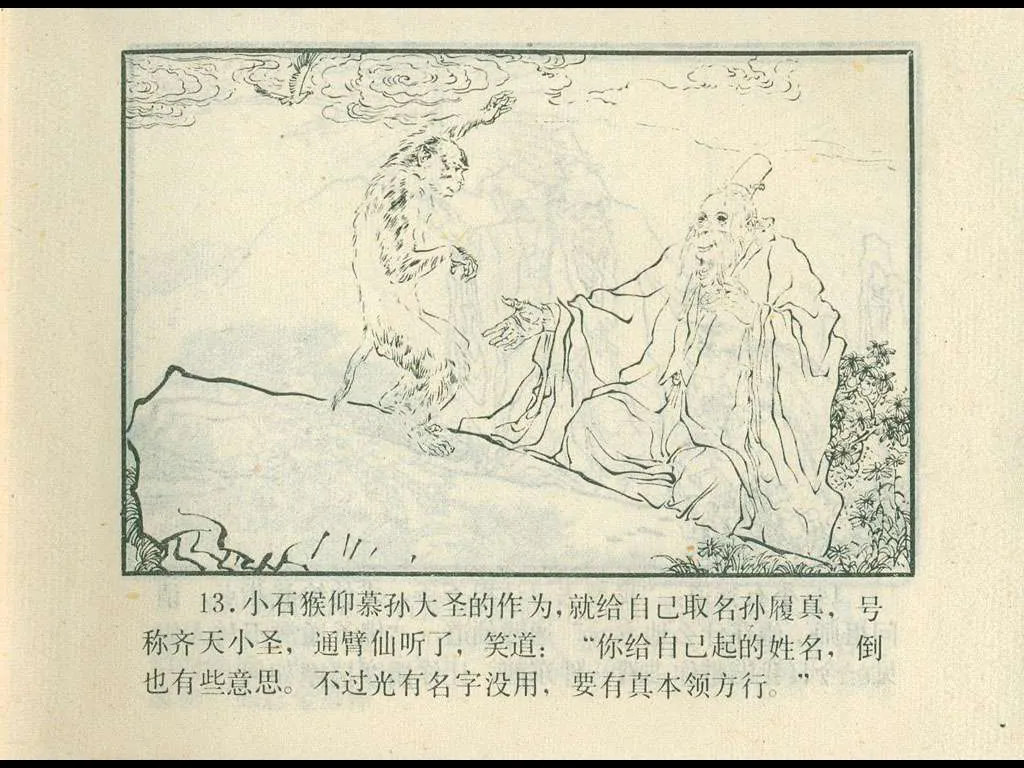 13.小石猴仰慕孙大圣的作为,就给自己取名孙履真，号
称齐天小圣，通臂仙听了，笑道：“你给自己起的姓名，倒
也有些意思。不过光有名字没用，要有真本领方行。”